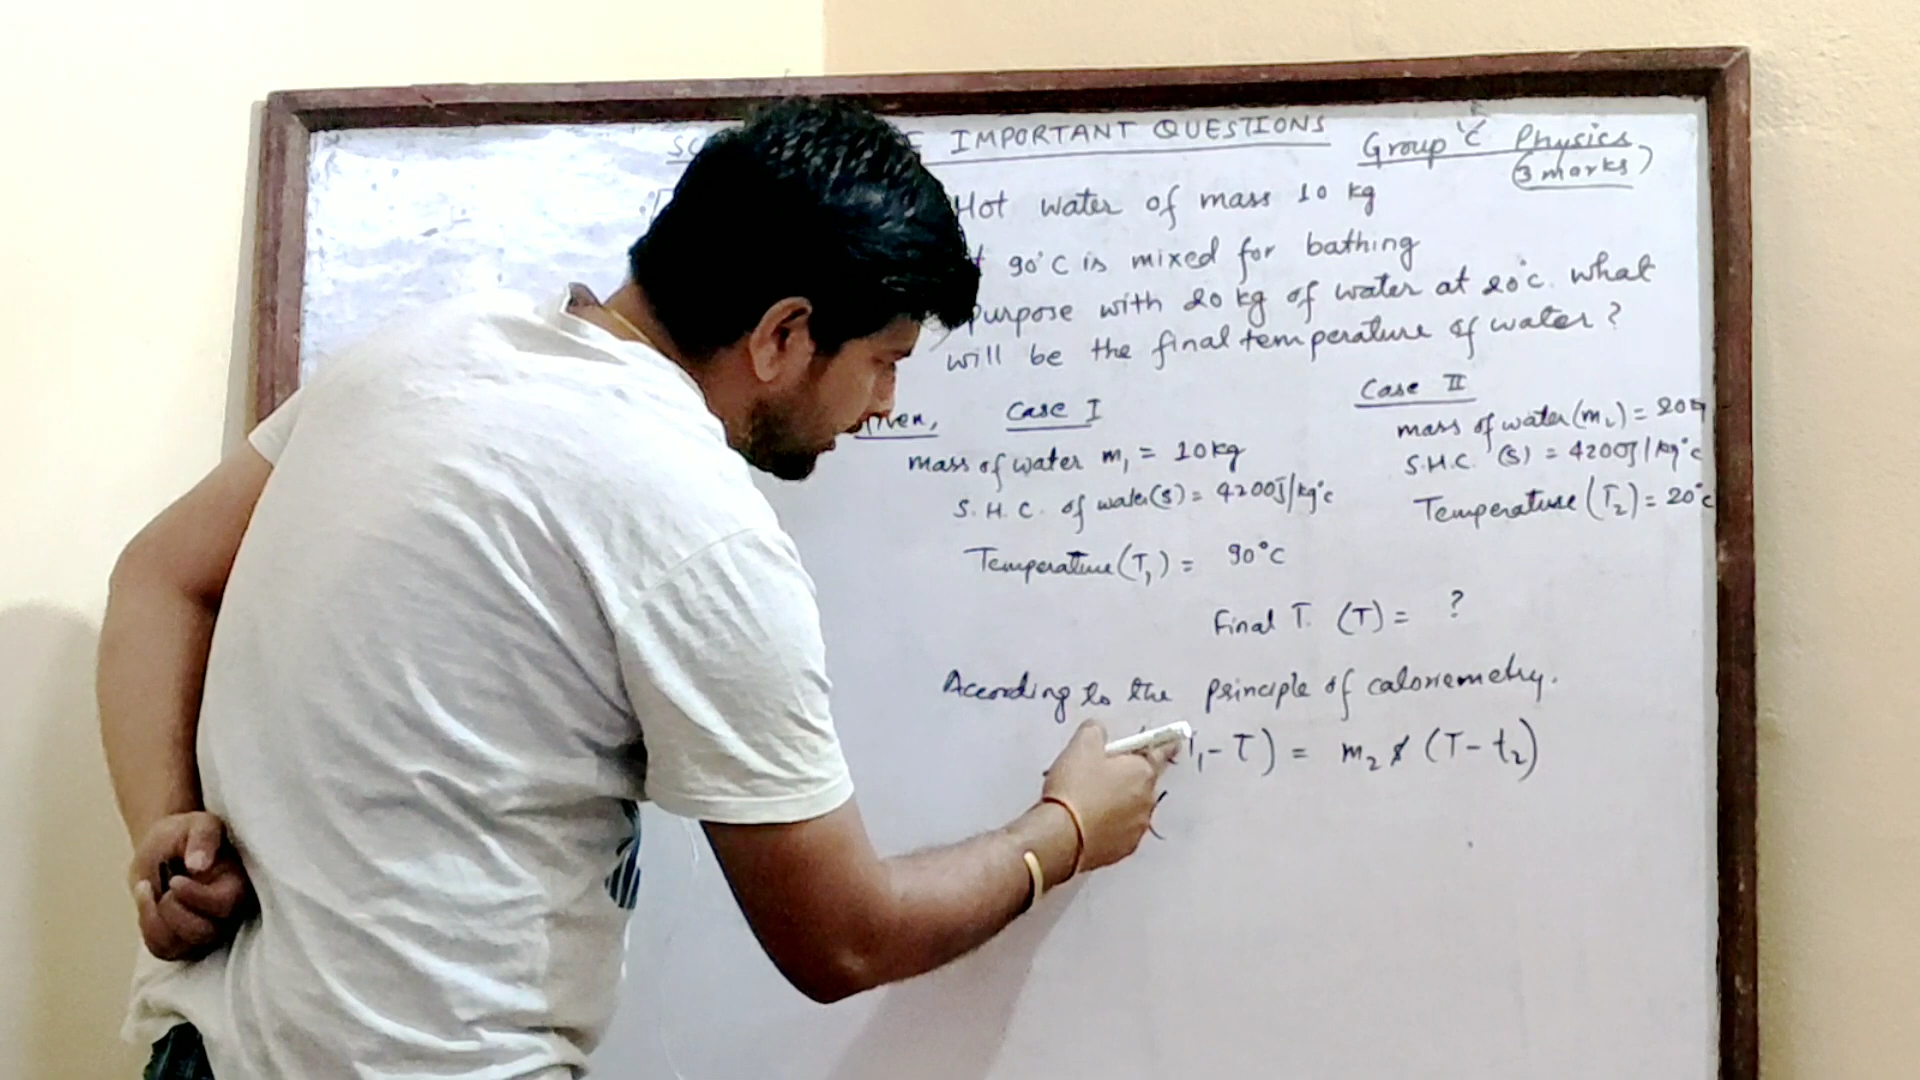 IMPORTANT QUESTIONS
Group 'C' Physics
(3 marks)
Hot water of mass 10 kg
90°C is mixed for bathing
purpose with 20 kg of water at 20°C. what
will be the final temperature of water?
Case I
mass of water m₁ = 10kg
S.H.C. of water(s) = 4200J/kg°c
Temperature (T₁) = 90°C
Case II
mass of water (m₂) = 20kg
S.H.C. (s) = 4200J/kg°c
Temperature (T₂) = 20°c
Final T. (T) = ?
According to the principle of caloriemetry.
T₁-T) = m₂ s (T- t₂)
(